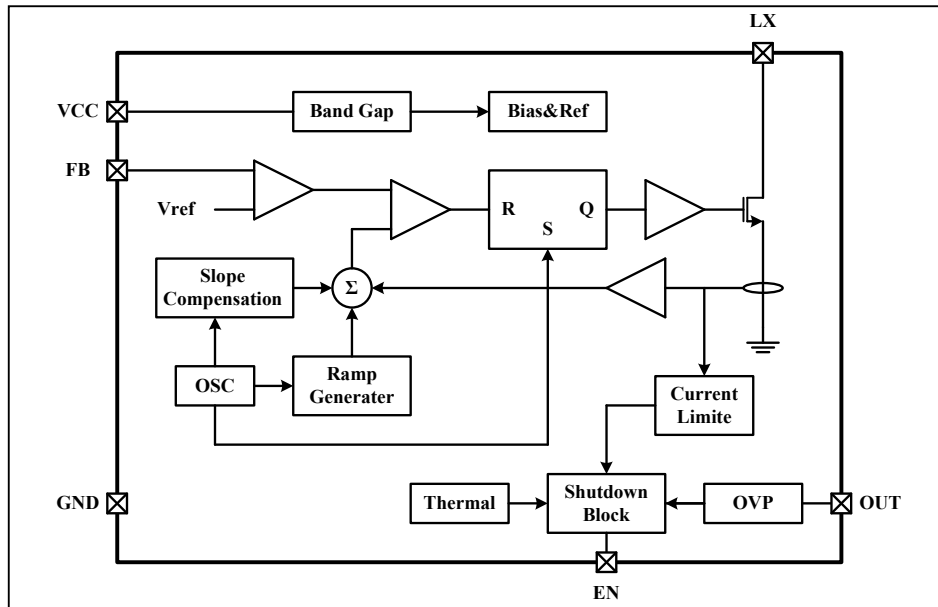 LX
VCC
Band Gap
Bias&Ref
FB
Vref
R
Q
S
Slope
Compensation
Σ
OSC
Ramp
Generater
Current
Limite
GND
Thermal
Shutdown
Block
OVP
OUT
EN